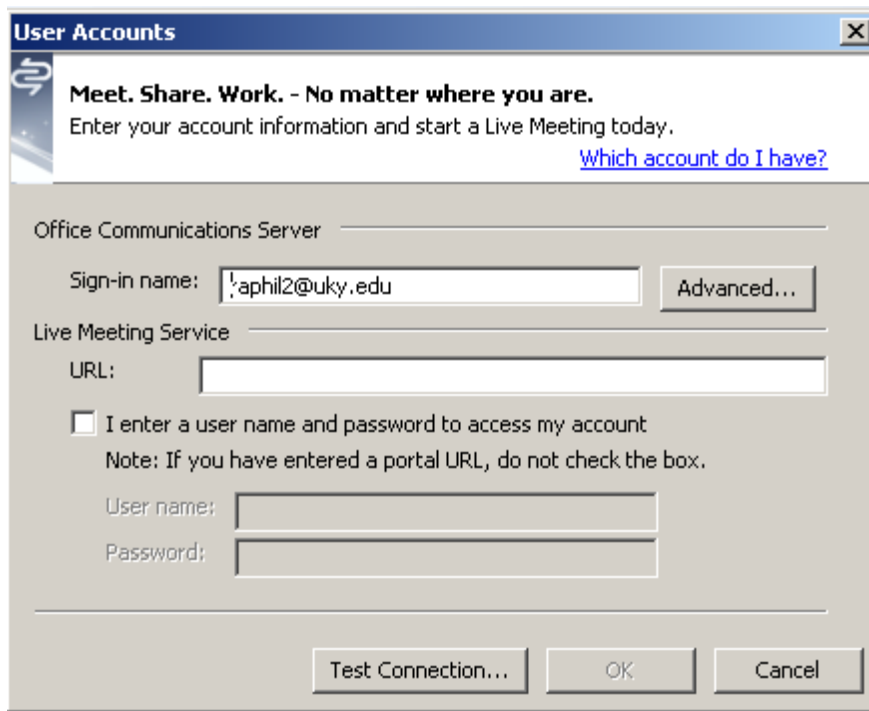 User Accounts
Meet. Share. Work. - No matter where you are.
Enter your account information and start a Live Meeting today.
Which account do I have?
Office Communications Server
Sign-in name: aphil2@uky.edu Advanced...
Live Meeting Service
URL:
I enter a user name and password to access my account
Note: If you have entered a portal URL, do not check the box.
User name:
Password:
Test Connection... OK Cancel